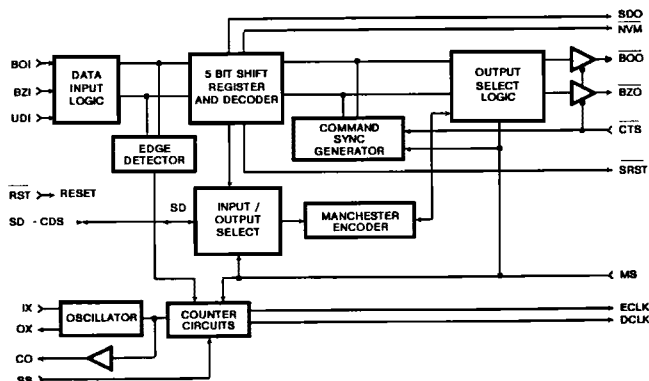 SDO
NVM
BOI
BZI
UDI
DATA
INPUT
LOGIC
5 BIT SHIFT
REGISTER
AND DECODER
OUTPUT
SELECT
LOGIC
BOO
BZO
COMMAND
SYNC
GENERATOR
CTS
EDGE
DETECTOR
SRST
RST
RESET
SD - CDS
SD
INPUT /
OUTPUT
SELECT
MANCHESTER
ENCODER
MS
IX
OX
OSCILLATOR
COUNTER
CIRCUITS
ECLK
DCLK
CO
SS